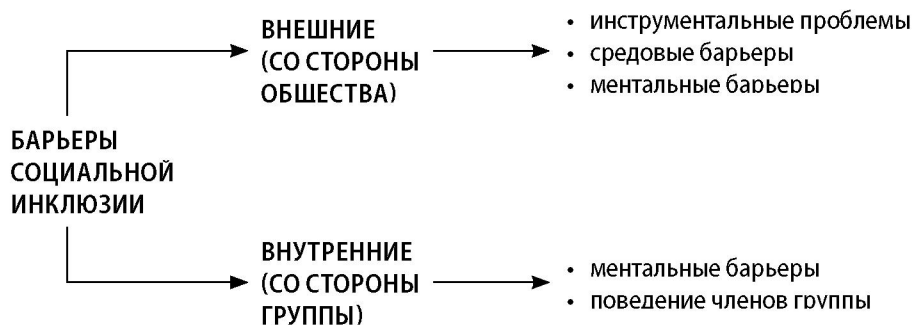 ВНЕШНИЕ
(СО СТОРОНЫ
ОБЩЕСТВА)
• инструментальные проблемы
• средовые барьеры
• ментальные барьеры
БАРЬЕРЫ
СОЦИАЛЬНОЙ
ИНКЛЮЗИИ
ВНУТРЕННИЕ
(СО СТОРОНЫ
ГРУППЫ)
• ментальные барьеры
• поведение членов группы